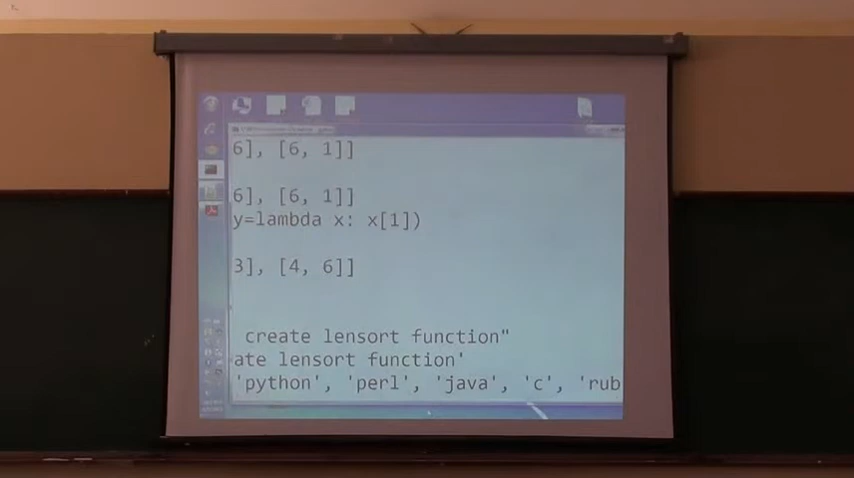 6], [6, 1]]
6], [6, 1]]
y=lambda x: x[1])
3], [4, 6]]
create lensort function"
ate lensort function'
'python', 'perl', 'java', 'c', 'rub